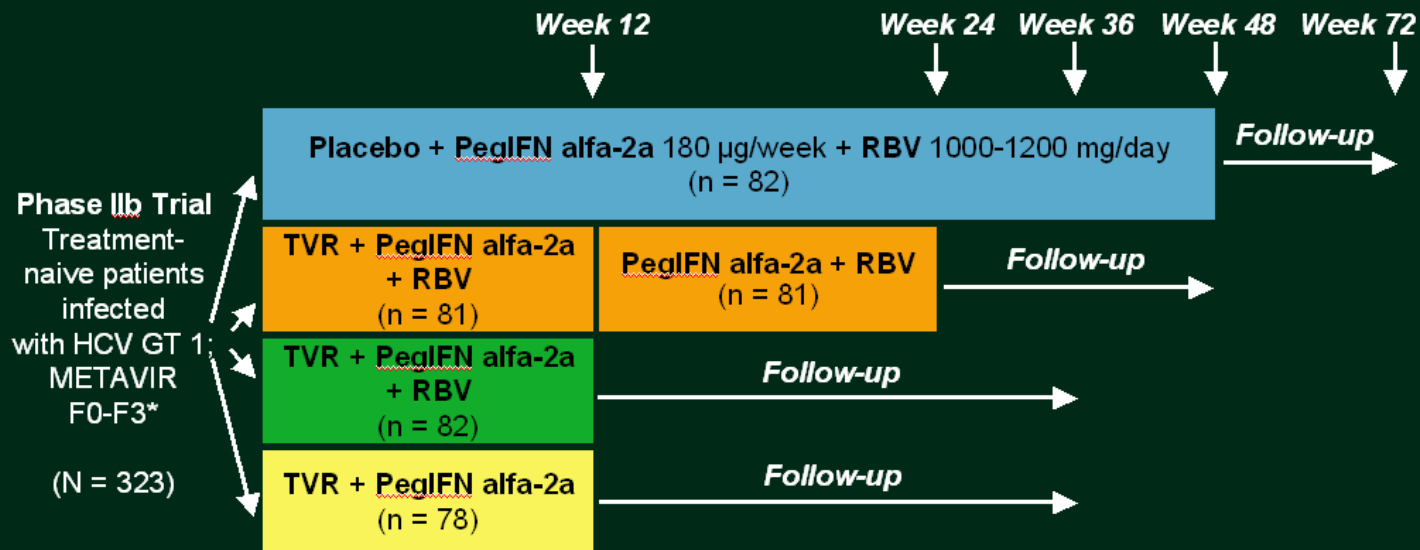 Week 12
Week 24
Week 36
Week 48
Week 72
Phase IIb Trial
Treatment-
naive patients
infected
with HCV GT 1;
METAVIR
F0-F3*
(N = 323)
Placebo + PegIFN alfa-2a 180 µg/week + RBV 1000-1200 mg/day
(n = 82)
Follow-up
TVR + PegIFN alfa-2a
+ RBV
(n = 81)
PegIFN alfa-2a + RBV
(n = 81)
Follow-up
TVR + PegIFN alfa-2a
+ RBV
(n = 82)
Follow-up
TVR + PegIFN alfa-2a
(n = 78)
Follow-up